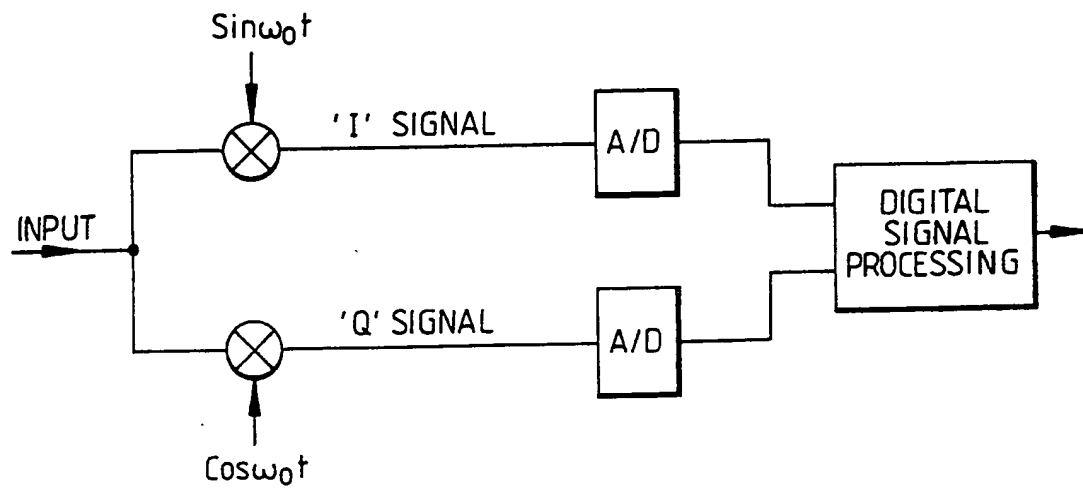 Sinω₀t
'I' SIGNAL
A/D
INPUT
DIGITAL
SIGNAL
PROCESSING
'Q' SIGNAL
A/D
Cosω₀t